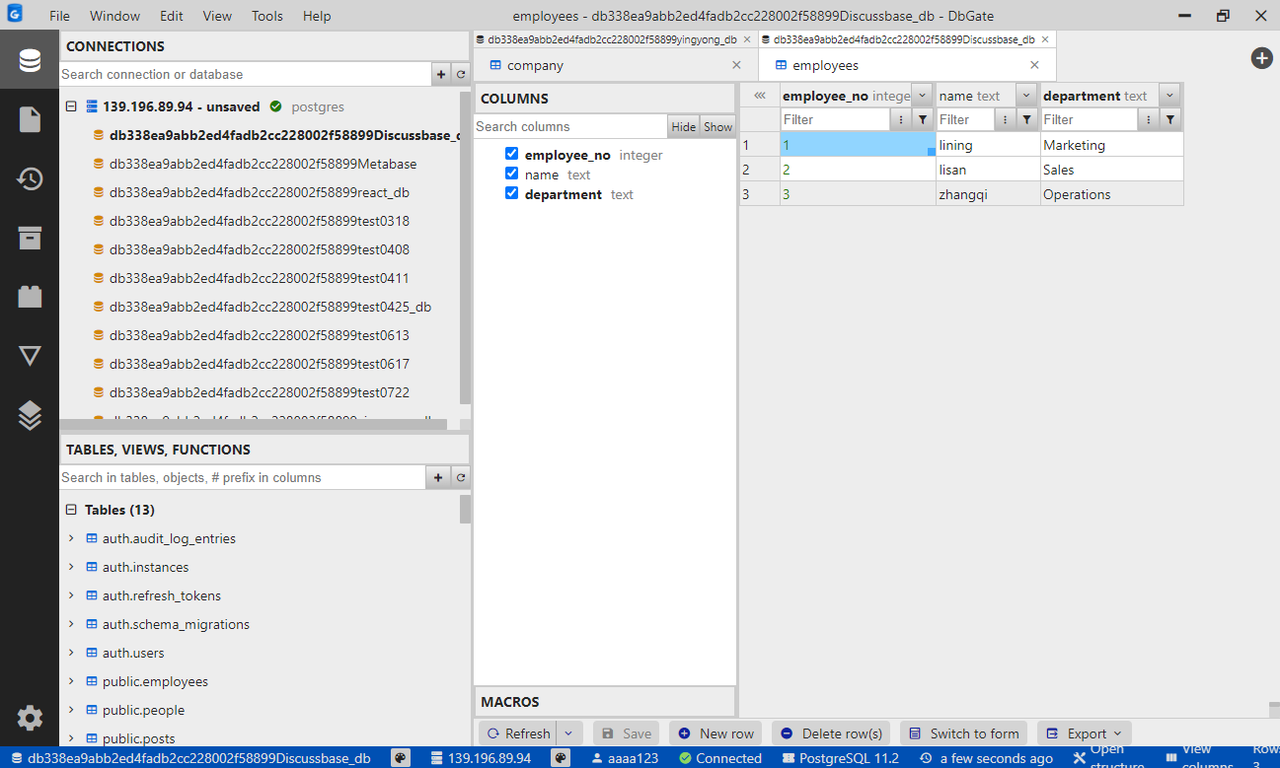 File Window Edit View Tools Help employees - db338ea9abb2ed4fadb2cc228002f58899Discussbase_db - DbGate
CONNECTIONS
Search connection or database
139.196.89.94 - unsaved postgres
db338ea9abb2ed4fadb2cc228002f58899Discussbase_
db338ea9abb2ed4fadb2cc228002f58899Metabase
db338ea9abb2ed4fadb2cc228002f58899react_db
db338ea9abb2ed4fadb2cc228002f58899test0318
db338ea9abb2ed4fadb2cc228002f58899test0408
db338ea9abb2ed4fadb2cc228002f58899test0411
db338ea9abb2ed4fadb2cc228002f58899test0425_db
db338ea9abb2ed4fadb2cc228002f58899test0613
db338ea9abb2ed4fadb2cc228002f58899test0617
db338ea9abb2ed4fadb2cc228002f58899test0722
TABLES, VIEWS, FUNCTIONS
Search in tables, objects, # prefix in columns
Tables (13)
auth.audit_log_entries
auth.instances
auth.refresh_tokens
auth.schema_migrations
auth.users
public.employees
public.people
public.posts
db338ea9abb2ed4fadb2cc228002f58899yingyong_db db338ea9abb2ed4fadb2cc228002f58899Discussbase_db
company employees
COLUMNS
Search columns Hide Show
employee_no integer
name text
department text
MACROS
employee_no intege name text department text
Filter Filter Filter
1 1 lining Marketing
2 2 lisan Sales
3 3 zhangqi Operations
Refresh Save New row Delete row(s) Switch to form Export
db338ea9abb2ed4fadb2cc228002f58899Discussbase_db 139.196.89.94 aaaa123 Connected PostgreSQL 11.2 a few seconds ago Open structure View columns Rows 3